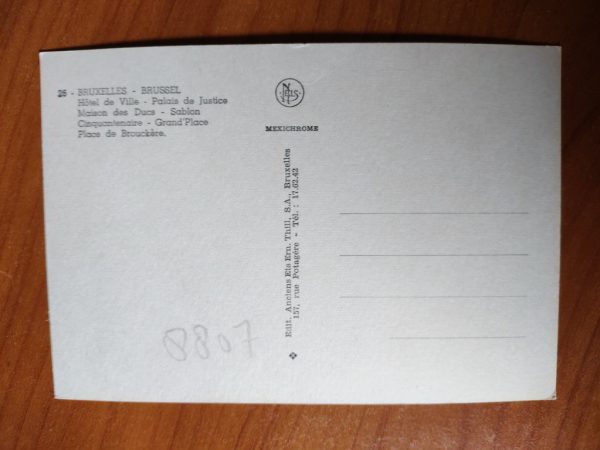 25 - BRUXELLES - BRUSSEL
Hôtel de Ville - Palais de Justice
Maison des Ducs - Sablon
Cinquantenaire - Grand'Place
Place de Brouckère.
MEXICHROME
Edit. Anciens Ets Ern. Thill, S.A., Bruxelles
157, rue Potagère - Tél. : 17.62.42
8807